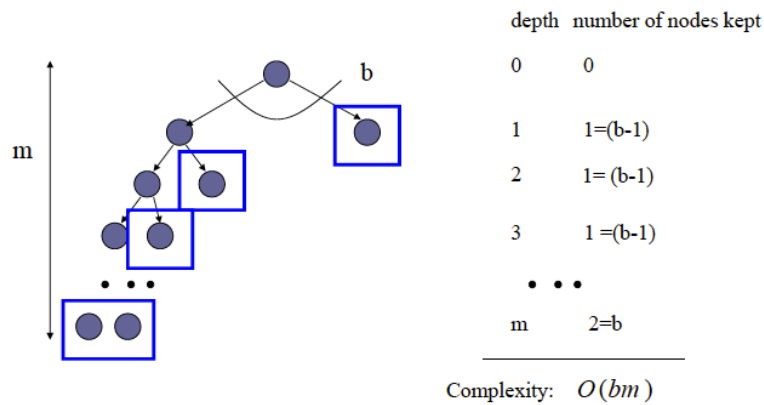 depth number of nodes kept
b
0 0
m
1 1=(b-1)
2 1= (b-1)
3 1 =(b-1)
• • •
• • •
m 2=b
Complexity: O(bm)